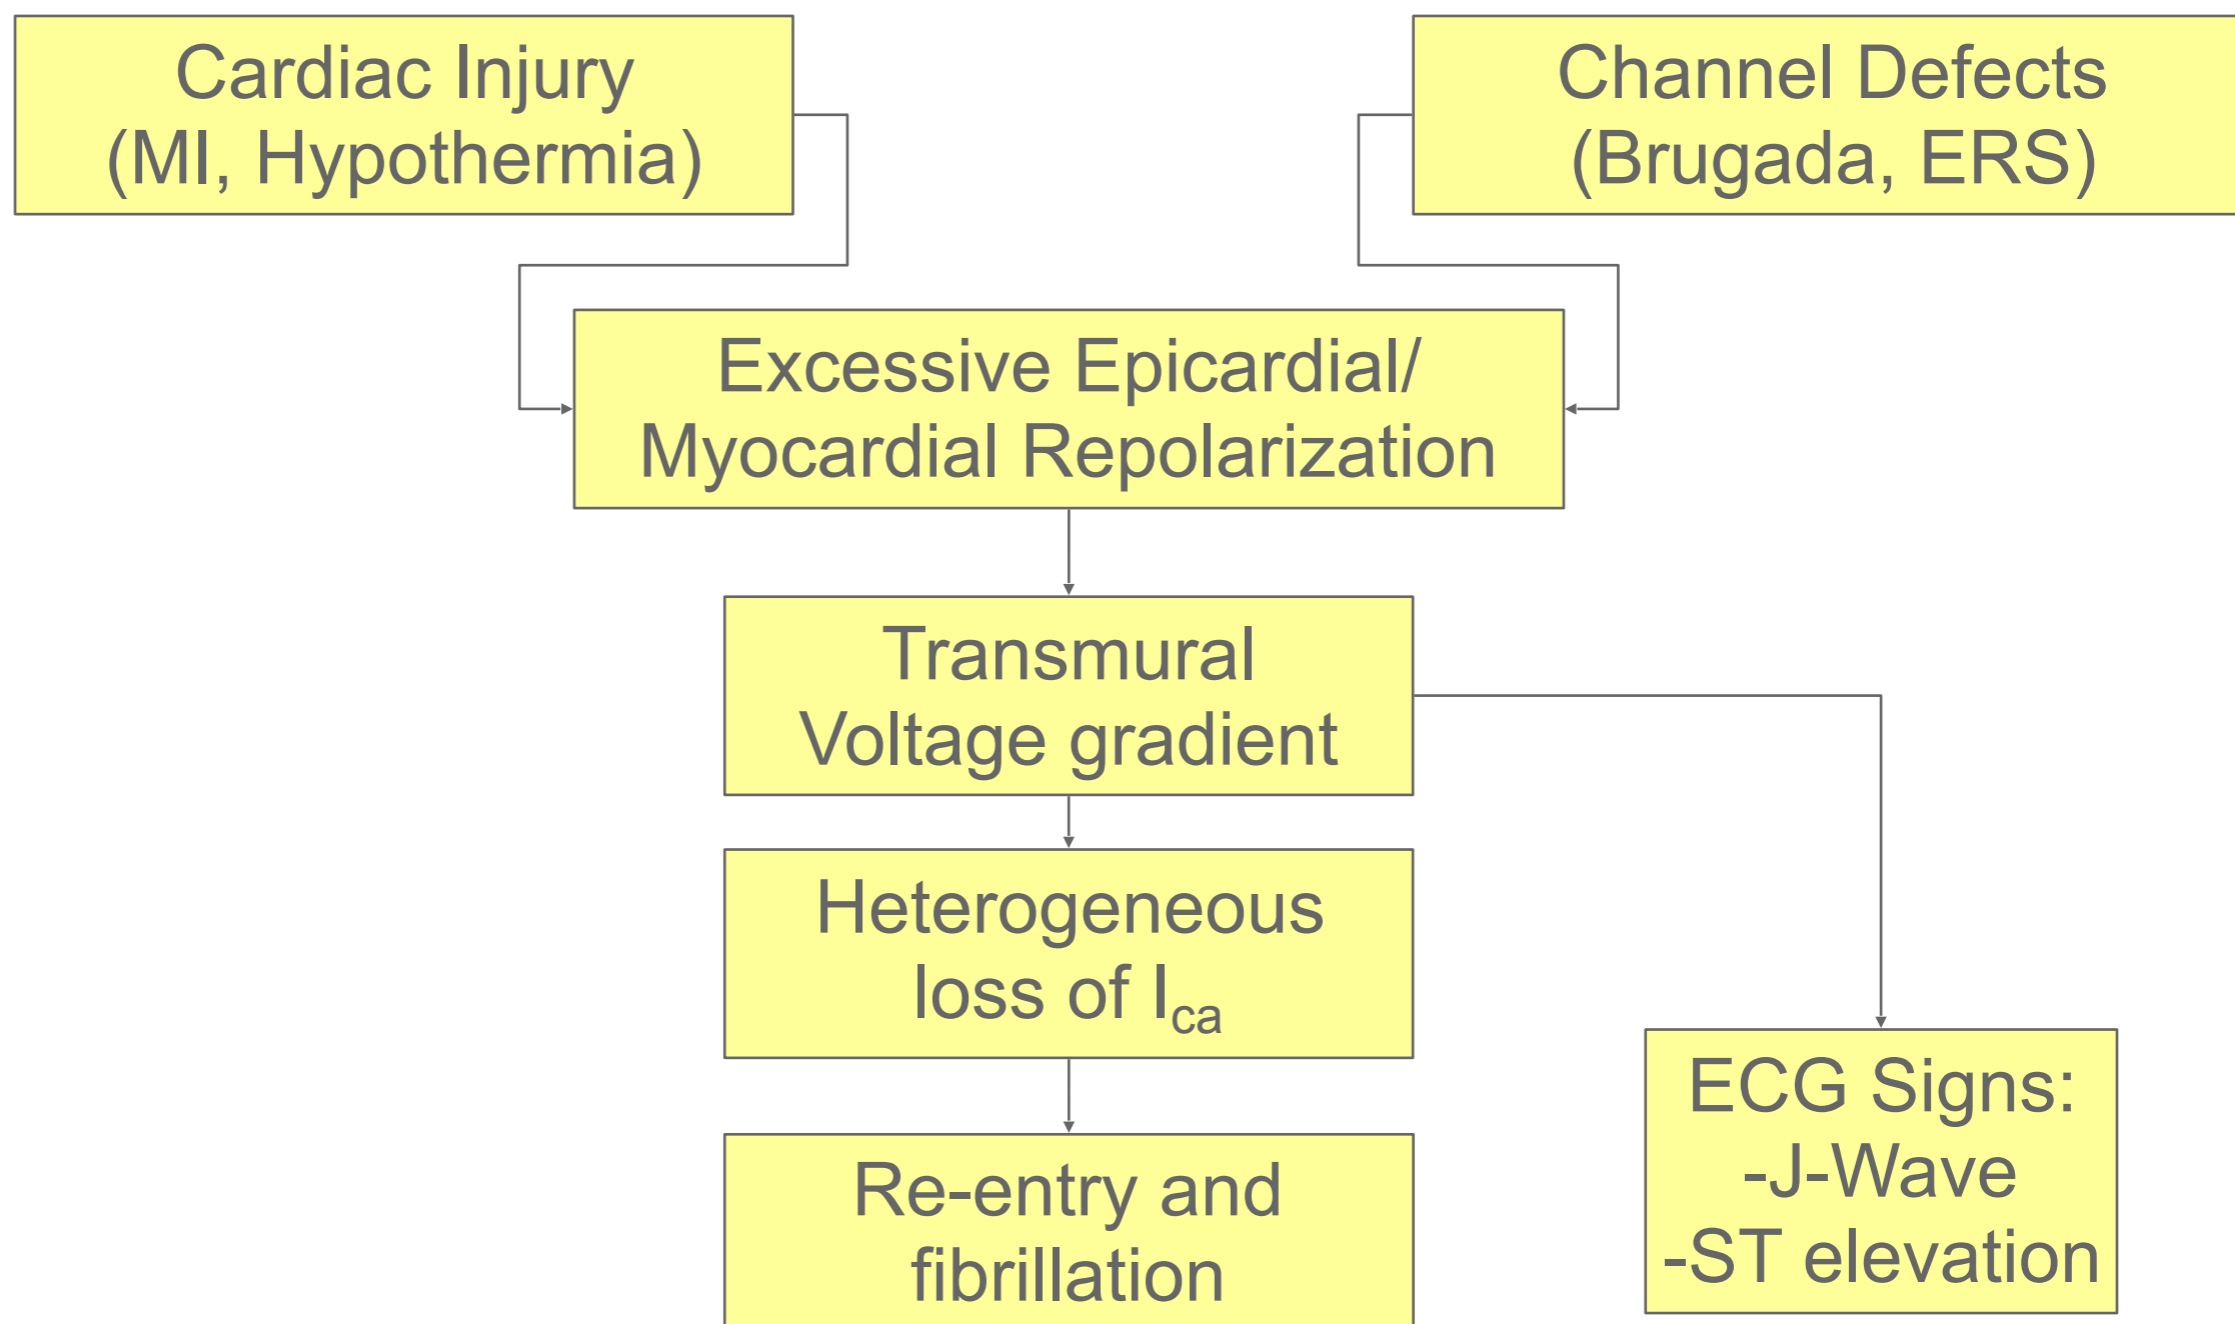 Cardiac Injury
(MI, Hypothermia)
Channel Defects
(Brugada, ERS)
Excessive Epicardial/
Myocardial Repolarization
Transmural
Voltage gradient
Heterogeneous
loss of Ica
Re-entry and
fibrillation
ECG Signs:
-J-Wave
-ST elevation